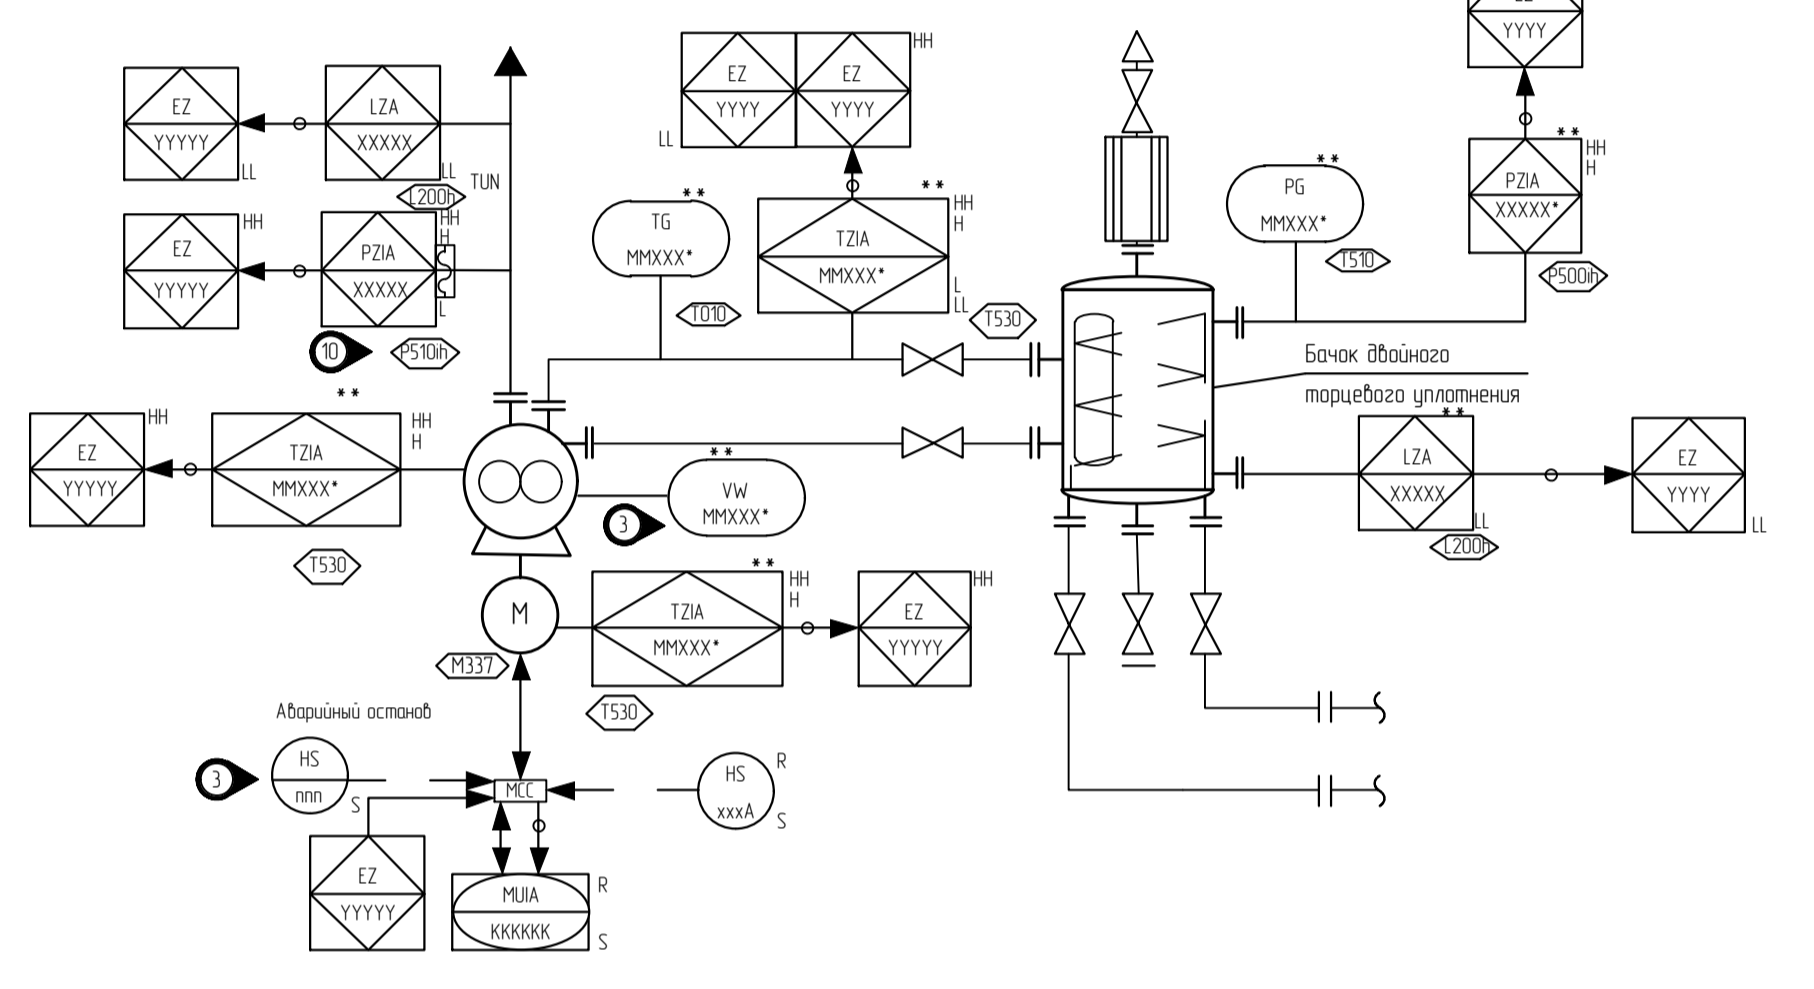 EZ
YYYYY
LL
LZA
XXXXX
LL
L200h
TUN
EZ
YYYYY
HH
PZIA
XXXXX
HH
H
L
10
P510ih
EZ
YYYY
LL
EZ
YYYY
HH
**
TG
MMXXX*
T010
**
TZIA
MMXXX*
HH
H
L
LL
T530
**
PG
MMXXX*
T510
YYYY
**
PZIA
XXXXX*
HH
H
P500ih
Бачок двойного
торцевого уплотнения
**
LZA
XXXXX
LL
L200h
EZ
YYYY
LL
EZ
YYYYY
HH
**
TZIA
MMXXX*
HH
H
T530
**
VW
MMXXX*
3
M
M337
**
TZIA
MMXXX*
HH
H
T530
EZ
YYYYY
HH
Аварийный останов
3
HS
ппп
S
MCC
HS
xxxA
R
S
EZ
YYYYY
MUIA
KKKKKK
R
S